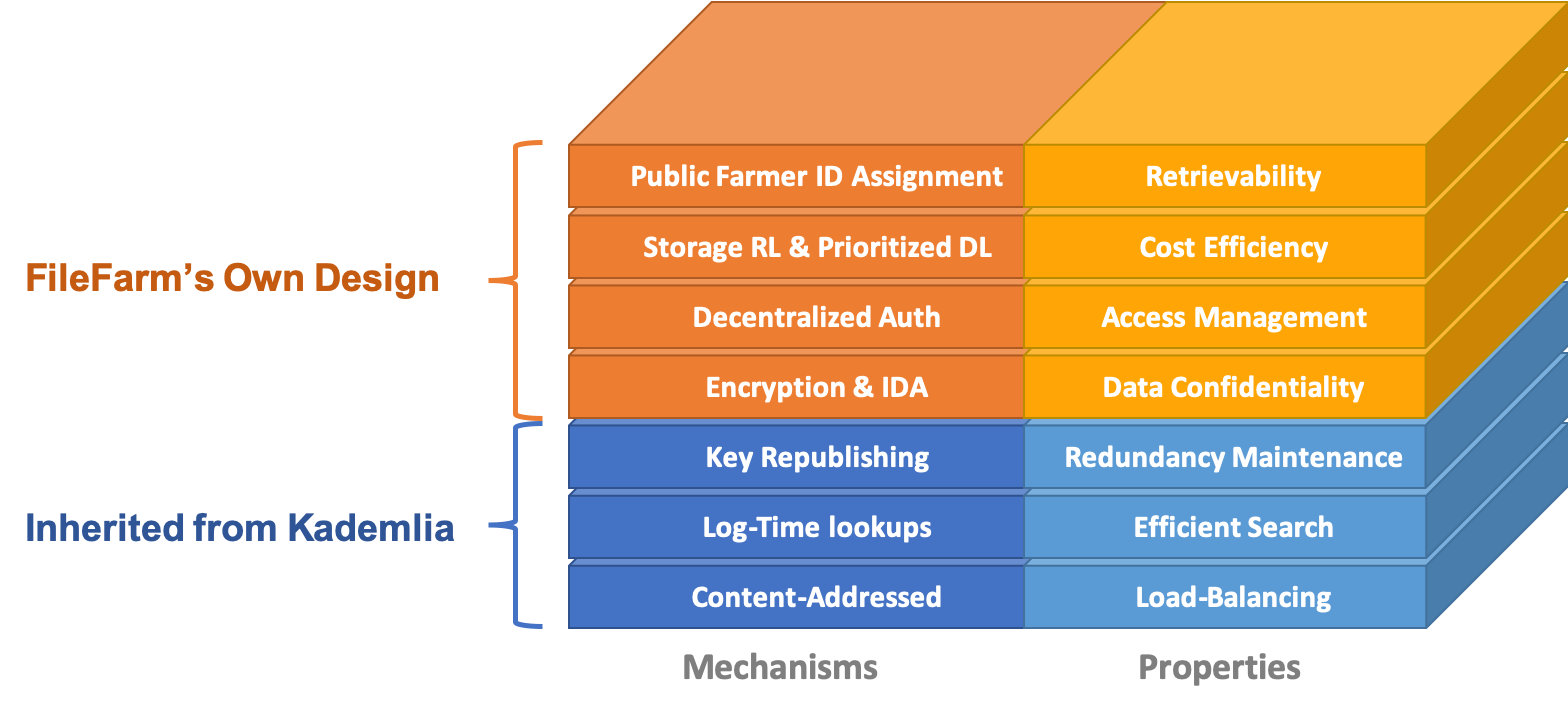 Public Farmer ID Assignment Retrievability
Storage RL & Prioritized DL Cost Efficiency
FileFarm’s Own Design
Decentralized Auth Access Management
Encryption & IDA Data Confidentiality
Key Republishing Redundancy Maintenance
Inherited from Kademlia
Log-Time lookups Efficient Search
Content-Addressed Load-Balancing
Mechanisms Properties